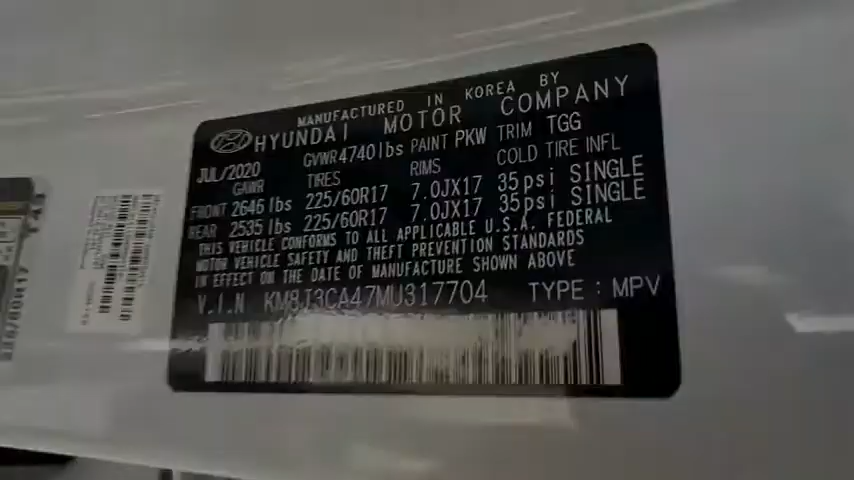 MANUFACTURED IN KOREA BY
HYUNDAI MOTOR COMPANY
JUL/2020 GVWR 4740lbs PAINT PKW TRIM TGG
GAWR TIRES RIMS COLD TIRE INFL
FRONT 2646 lbs 225/60R17 7.0JX17 35psi SINGLE
REAR 2535 lbs 225/60R17 7.0JX17 35psi SINGLE
THIS VEHICLE CONFORMS TO ALL APPLICABLE U.S.A. FEDERAL
MOTOR VEHICLE SAFETY AND THEFT PREVENTION STANDARDS
IN EFFECT ON THE DATE OF MANUFACTURE SHOWN ABOVE
V.I.N KM8J3CA47MU317704 TYPE : MPV